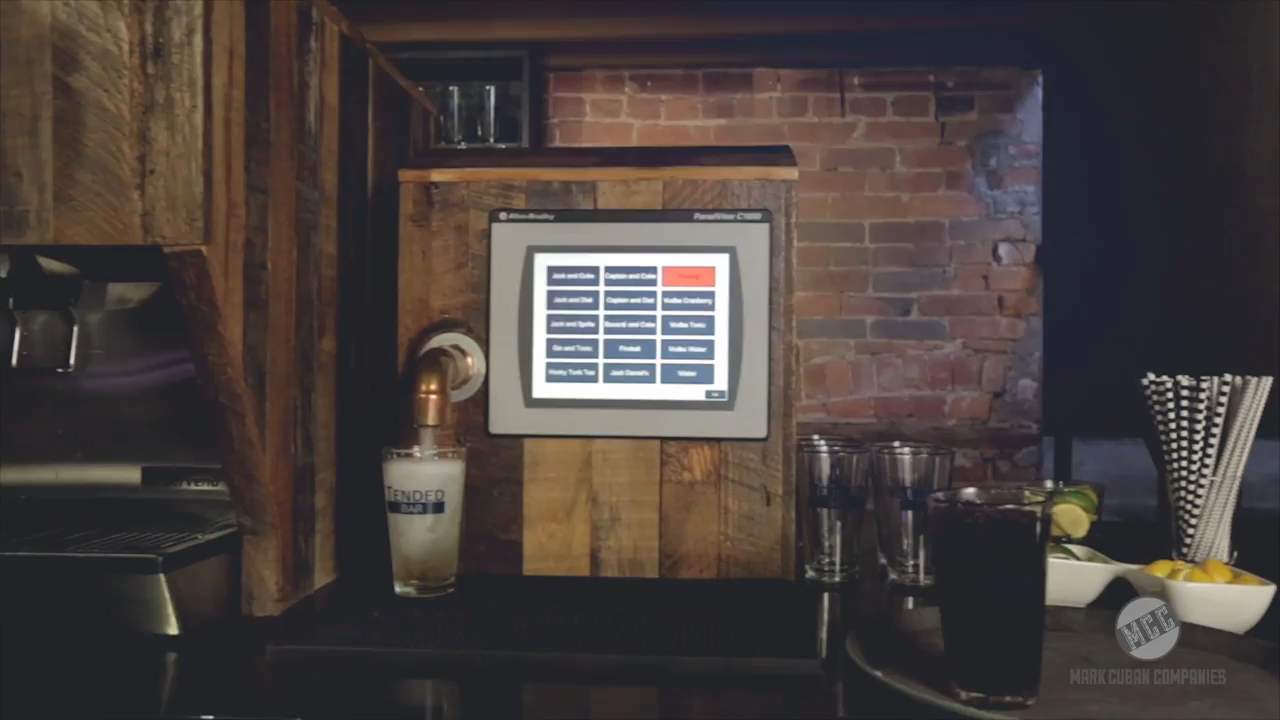 Allen-Bradley
PanelView C1000
Jack and Coke
Captain and Coke
Jack and Diet
Captain and Diet
Vodka Cranberry
Jack and Sprite
Bacardi and Coke
Vodka Tonic
Gin and Tonic
Fireball
Vodka Water
Honky Tonk Tea
Jack Daniel's
Water
TENDED
BAR
MCC
MARK CUBAN COMPANIES